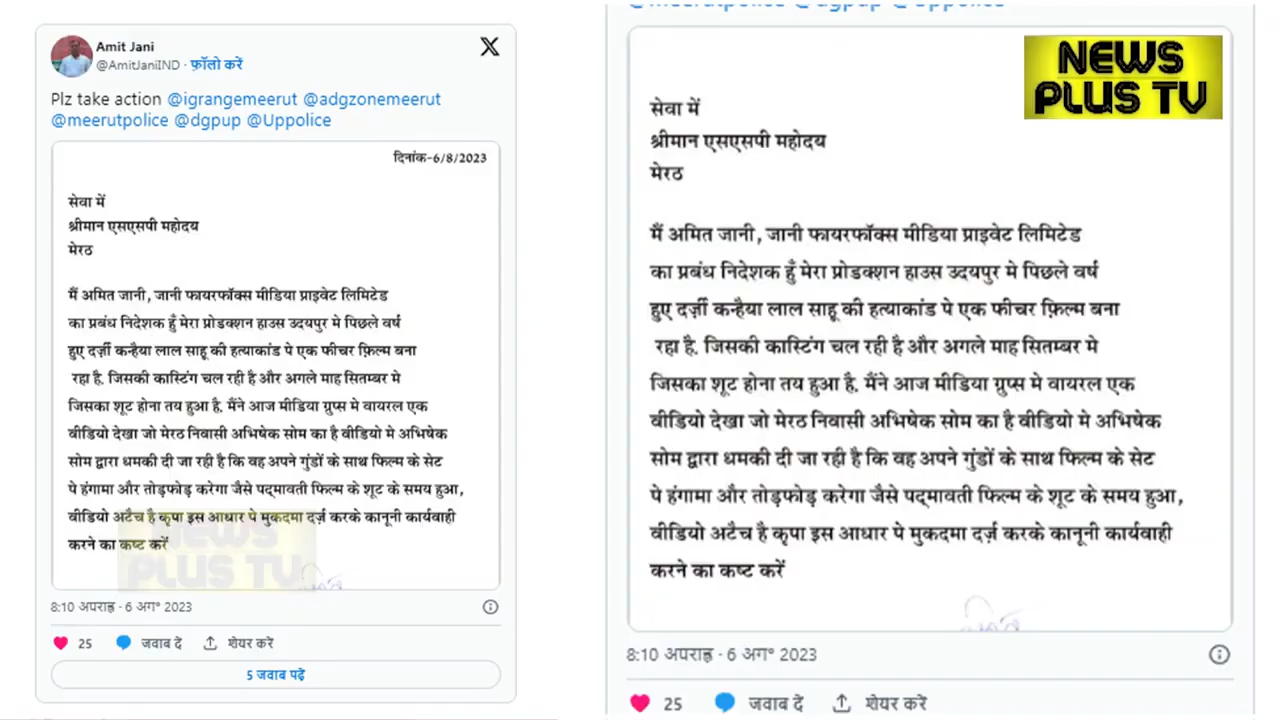 Amit Jani
@AmitJaniIND · फ़ॉलो करें
X
Plz take action @igrangemeerut @adgzonemeerut
@meerutpolice @dgpup @Uppolice
दिनांक-6/8/2023
सेवा में
श्रीमान एसएसपी महोदय
मेरठ
मैं अमित जानी, जानी फायरफॉक्स मीडिया प्राइवेट लिमिटेड
का प्रबंध निदेशक हुँ मेरा प्रोडक्शन हाउस उदयपुर मे पिछले वर्ष
हुए दर्ज़ी कन्हैया लाल साहू की हत्याकांड पे एक फीचर फ़िल्म बना
रहा है. जिसकी कास्टिंग चल रही है और अगले माह सितम्बर मे
जिसका शूट होना तय हुआ है. मैंने आज मीडिया ग्रुप्स मे वायरल एक
वीडियो देखा जो मेरठ निवासी अभिषेक सोम का है वीडियो मे अभिषेक
सोम द्वारा धमकी दी जा रही है कि वह अपने गुंडों के साथ फिल्म के सेट
पे हंगामा और तोड़फोड़ करेगा जैसे पद्मावती फिल्म के शूट के समय हुआ,
वीडियो अटैच है कृपा इस आधार पे मुकदमा दर्ज़ करके कानूनी कार्यवाही
करने का कष्ट करें
NEWS
PLUS TV
8:10 अपराह्न · 6 अग॰ 2023
25 जवाब दें शेयर करें
5 जवाब पढ़ें
@meerutpolice @dgpup @Uppolice
NEWS
PLUS TV
सेवा में
श्रीमान एसएसपी महोदय
मेरठ
मैं अमित जानी, जानी फायरफॉक्स मीडिया प्राइवेट लिमिटेड
का प्रबंध निदेशक हुँ मेरा प्रोडक्शन हाउस उदयपुर मे पिछले वर्ष
हुए दर्ज़ी कन्हैया लाल साहू की हत्याकांड पे एक फीचर फ़िल्म बना
रहा है. जिसकी कास्टिंग चल रही है और अगले माह सितम्बर मे
जिसका शूट होना तय हुआ है. मैंने आज मीडिया ग्रुप्स मे वायरल एक
वीडियो देखा जो मेरठ निवासी अभिषेक सोम का है वीडियो मे अभिषेक
सोम द्वारा धमकी दी जा रही है कि वह अपने गुंडों के साथ फिल्म के सेट
पे हंगामा और तोड़फोड़ करेगा जैसे पद्मावती फिल्म के शूट के समय हुआ,
वीडियो अटैच है कृपा इस आधार पे मुकदमा दर्ज़ करके कानूनी कार्यवाही
करने का कष्ट करें
8:10 अपराह्न · 6 अग॰ 2023
25 जवाब दें शेयर करें